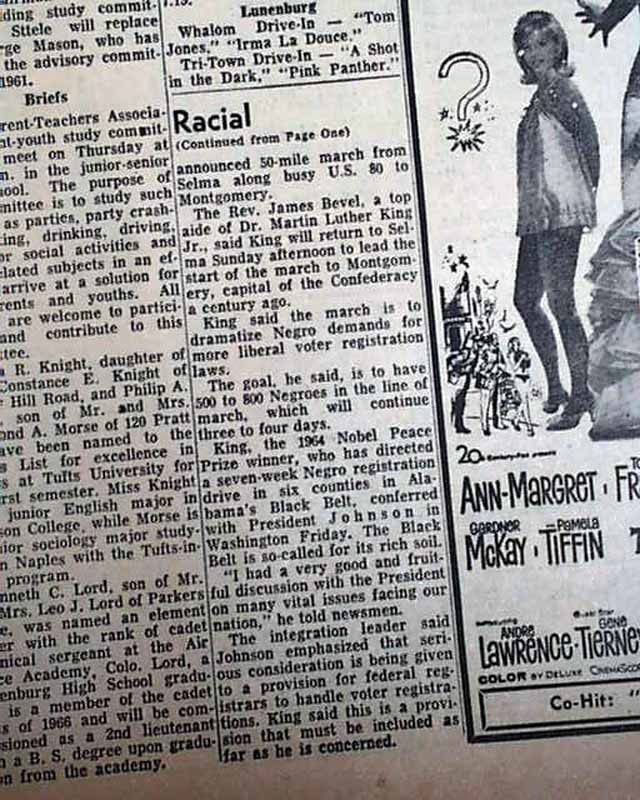 ding study commit-
Sttele will replace
rge Mason, who has
the advisory commit-
1961.
Briefs
rent-Teachers Associa-
nt-youth study commit-
meet on Thursday at
m. in the junior-senior
ool. The purpose of
mittee is to study such
as parties, party crash-
ing, drinking, driving,
or social activities and
elated subjects in an ef-
arrive at a solution for
rents and youths. All
are welcome to partici-
and contribute to this
tee.
R. Knight, daughter of
Constance E. Knight of
Hill Road, and Philip A.
son of Mr. and Mrs.
ond A. Morse of 120 Pratt
ave been named to the
s List for excellence in
s at Tufts University for
rst semester. Miss Knight
junior English major in
son College, while Morse is
nior sociology major study-
n Naples with the Tufts-in-
program.
nneth C. Lord, son of Mr.
Mrs. Leo J. Lord of Parkers
e, was named an element
er with the rank of cadet
nical sergeant at the Air
ce Academy, Colo. Lord, a
enburg High School gradu-
is a member of the cadet
s of 1966 and will be com-
sioned as a 2nd lieutenant
h a B. S. degree upon gradu-
n from the academy.
Lunenburg
Whalom Drive-In — "Tom
Jones," "Irma La Douce."
Tri-Town Drive-In — "A Shot
in the Dark," "Pink Panther."
Racial
(Continued from Page One)
announced 50-mile march from
Selma along busy U.S. 80 to
Montgomery.
The Rev. James Bevel, a top
aide of Dr. Martin Luther King
Jr., said King will return to Sel-
ma Sunday afternoon to lead the
start of the march to Montgom-
ery, capital of the Confederacy
a century ago.
King said the march is to
dramatize Negro demands for
more liberal voter registration
laws.
The goal, he said, is to have
500 to 800 Negroes in the line of
march, which will continue
three to four days.
King, the 1964 Nobel Peace
Prize winner, who has directed
a seven-week Negro registration
drive in six counties in Ala-
bama's Black Belt, conferred
with President Johnson in
Washington Friday. The Black
Belt is so-called for its rich soil.
"I had a very good and fruit-
ful discussion with the President
on many vital issues facing our
nation," he told newsmen.
The integration leader said
Johnson emphasized that seri-
ous consideration is being given
to a provision for federal reg-
istrars to handle voter registra-
tions. King said this is a provi-
sion that must be included as
far as he is concerned.
?
20th
ANN-MARGRET · FR
GARDNER McKAY · PAMELA TIFFIN
ANDRE LAWRENCE · GENE TIERNEY
COLOR BY DELUXE CINEMASCO
Co-Hit: "